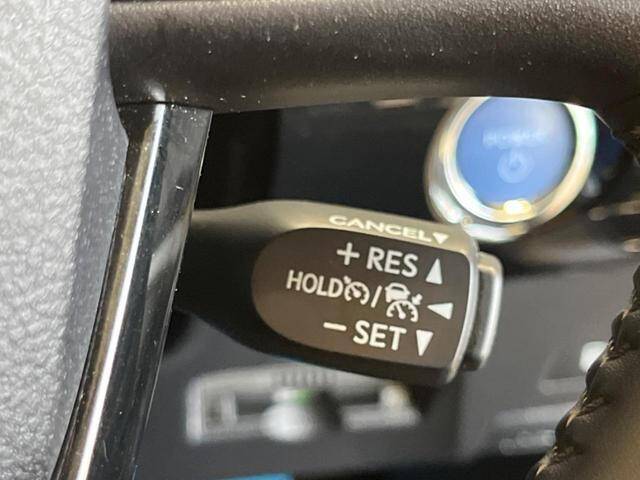 CANCEL▼
+ RES ▲
HOLD / ◀
− SET ▼